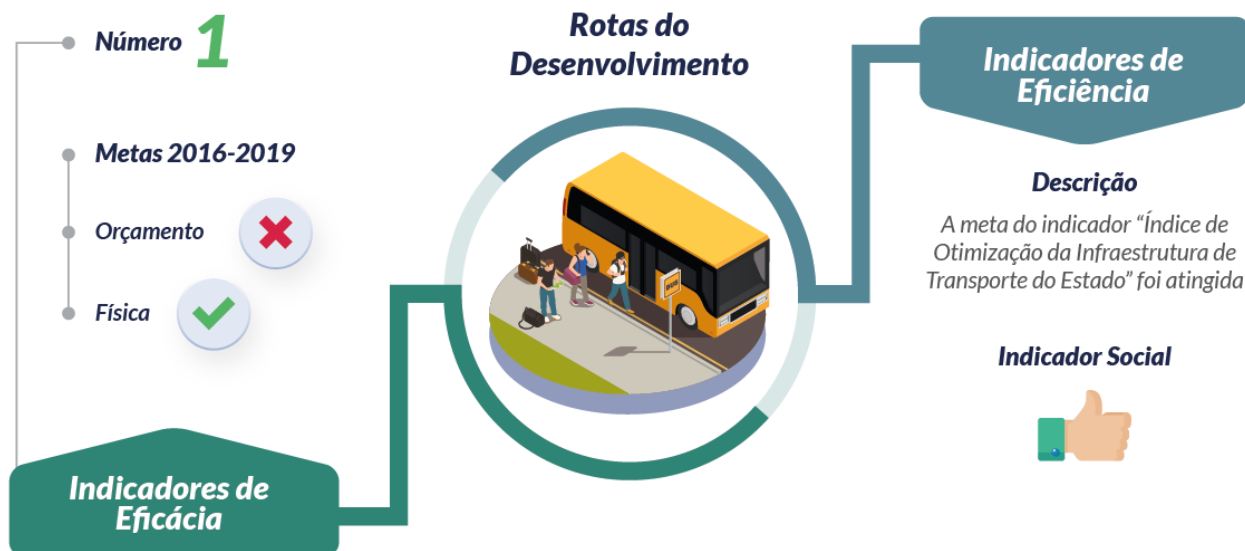 Número 1
Metas 2016-2019
Orçamento
Física
Indicadores de
Eficácia
Rotas do
Desenvolvimento
BUS
Indicadores de
Eficiência
Descrição
A meta do indicador “Índice de
Otimização da Infraestrutura de
Transporte do Estado” foi atingida
Indicador Social